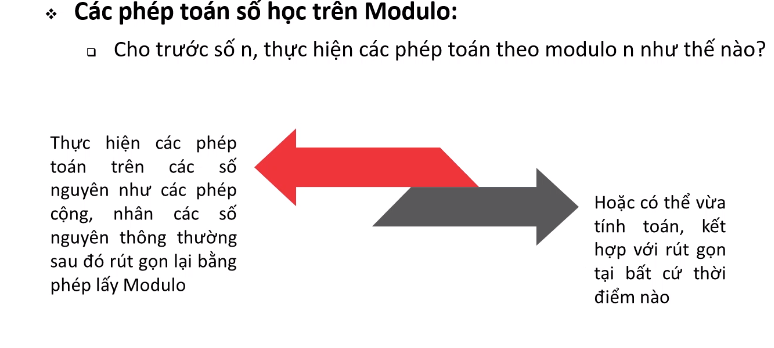 Các phép toán số học trên Modulo:
Cho trước số n, thực hiện các phép toán theo modulo n như thế nào?
Thực hiện các phép
toán trên các số
nguyên như các phép
cộng, nhân các số
nguyên thông thường
sau đó rút gọn lại bằng
phép lấy Modulo
Hoặc có thể vừa
tính toán, kết
hợp với rút gọn
tại bất cứ thời
điểm nào